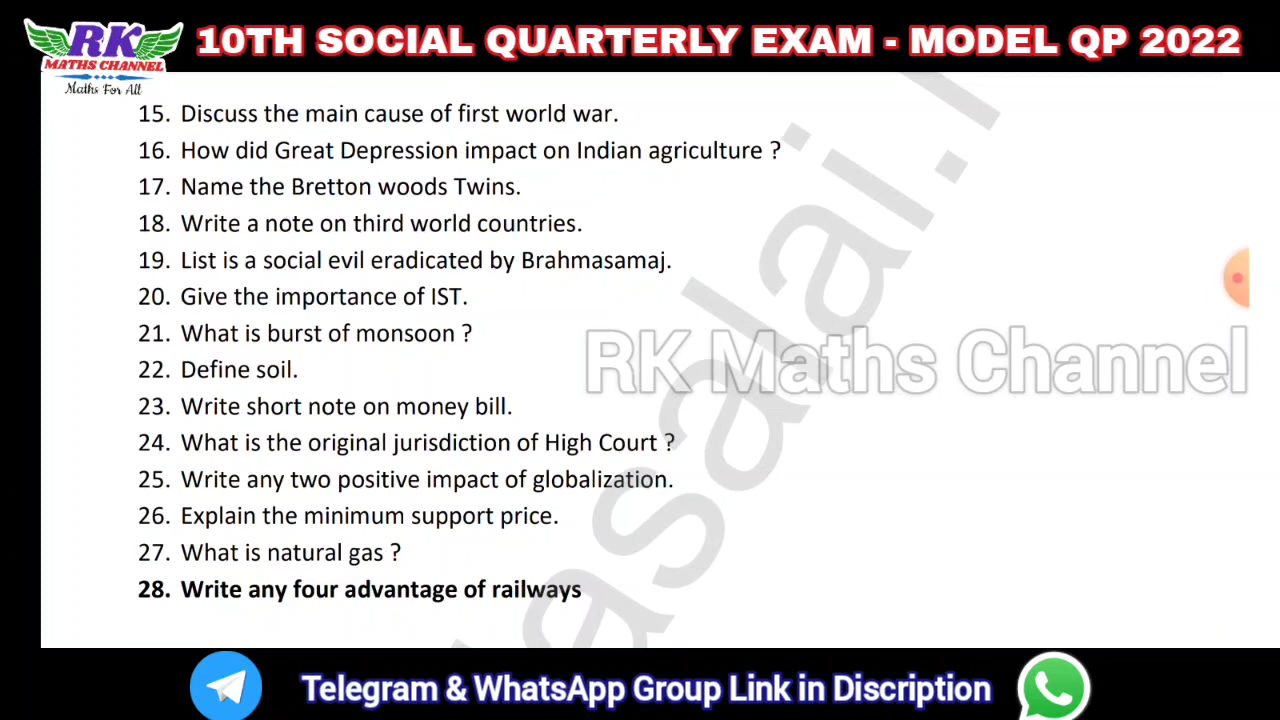 RK
MATHS CHANNEL
Maths For All
10TH SOCIAL QUARTERLY EXAM - MODEL QP 2022
15. Discuss the main cause of first world war.
16. How did Great Depression impact on Indian agriculture ?
17. Name the Bretton woods Twins.
18. Write a note on third world countries.
19. List is a social evil eradicated by Brahmasamaj.
20. Give the importance of IST.
21. What is burst of monsoon ?
RK Maths Channel
22. Define soil.
23. Write short note on money bill.
24. What is the original jurisdiction of High Court ?
25. Write any two positive impact of globalization.
26. Explain the minimum support price.
27. What is natural gas ?
28. Write any four advantage of railways
Telegram & WhatsApp Group Link in Discription